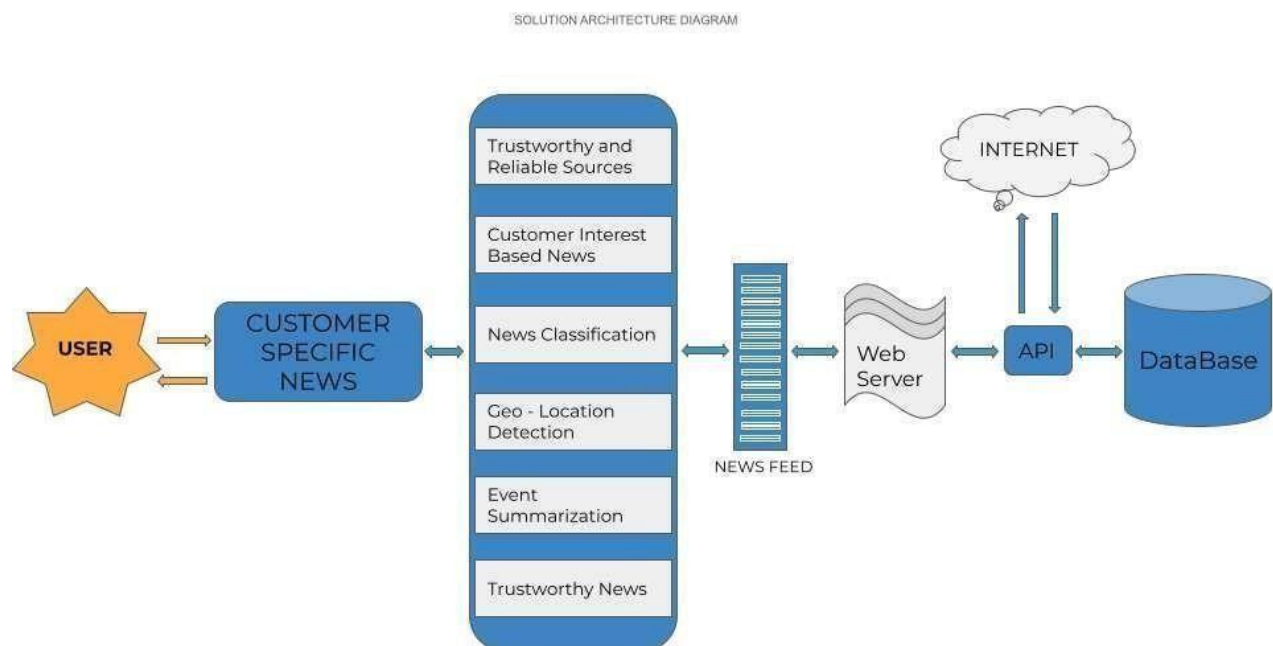 SOLUTION ARCHITECTURE DIAGRAM
USER
CUSTOMER
SPECIFIC
NEWS
Trustworthy and
Reliable Sources
Customer Interest
Based News
News Classification
Geo - Location
Detection
Event
Summarization
Trustworthy News
NEWS FEED
Web
Server
INTERNET
API
DataBase